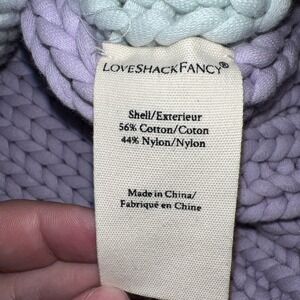 LOVESHACKFANCY®
Shell/Exterieur
56% Cotton/Coton
44% Nylon/Nylon
Made in China/
Fabriqué en Chine